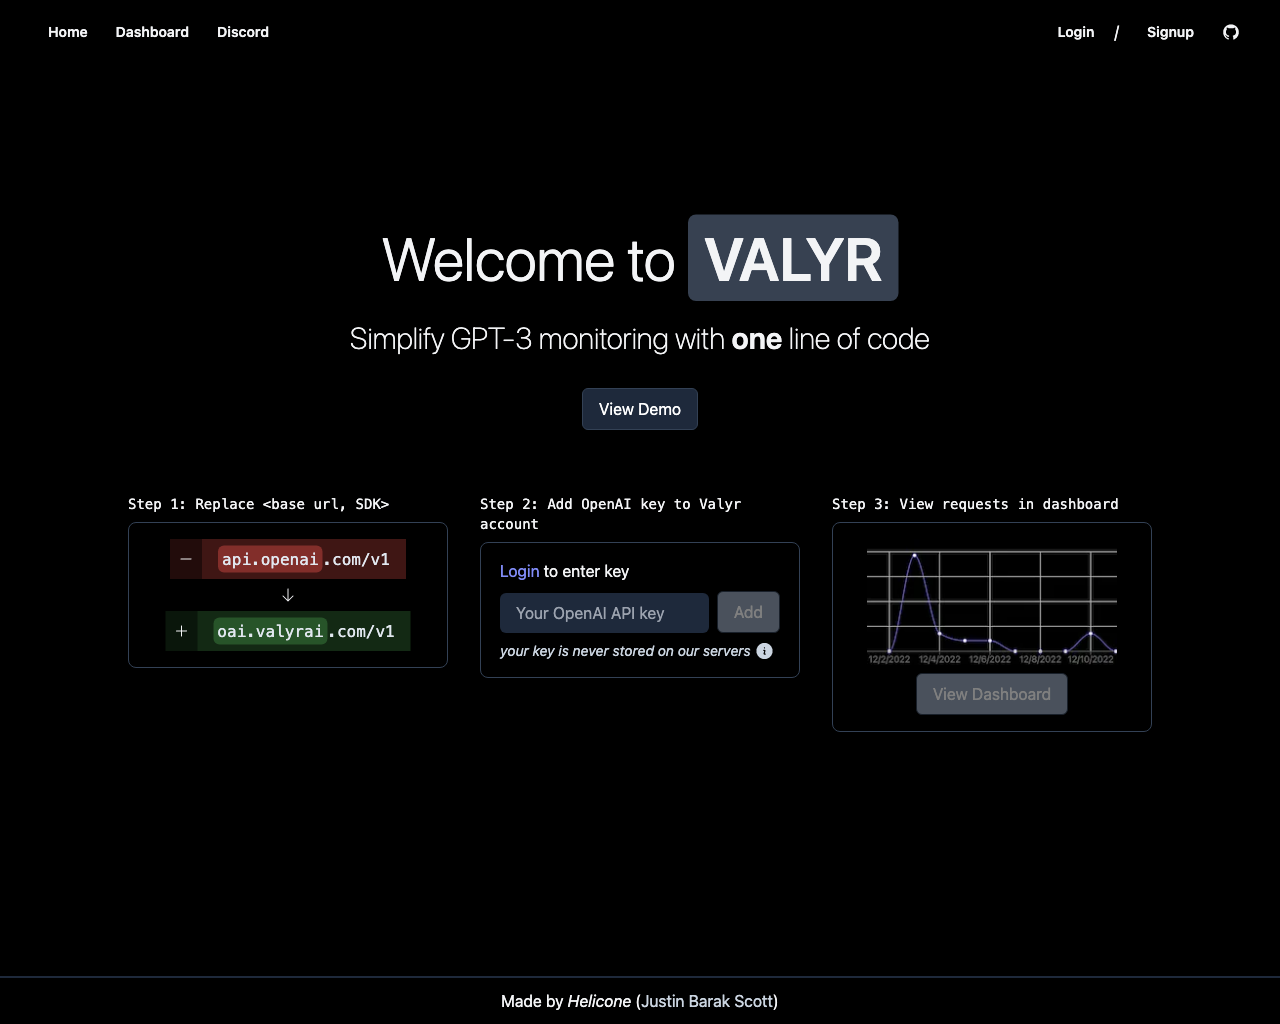 Home Dashboard Discord Login / Signup
Welcome to VALYR
Simplify GPT-3 monitoring with one line of code
View Demo
Step 1: Replace <base url, SDK>
− api.openai.com/v1
↓
+ oai.valyrai.com/v1
Step 2: Add OpenAI key to Valyr
account
Login to enter key
Your OpenAI API key Add
your key is never stored on our servers i
Step 3: View requests in dashboard
12/2/2022 12/4/2022 12/6/2022 12/8/2022 12/10/2022
View Dashboard
Made by Helicone (Justin Barak Scott)